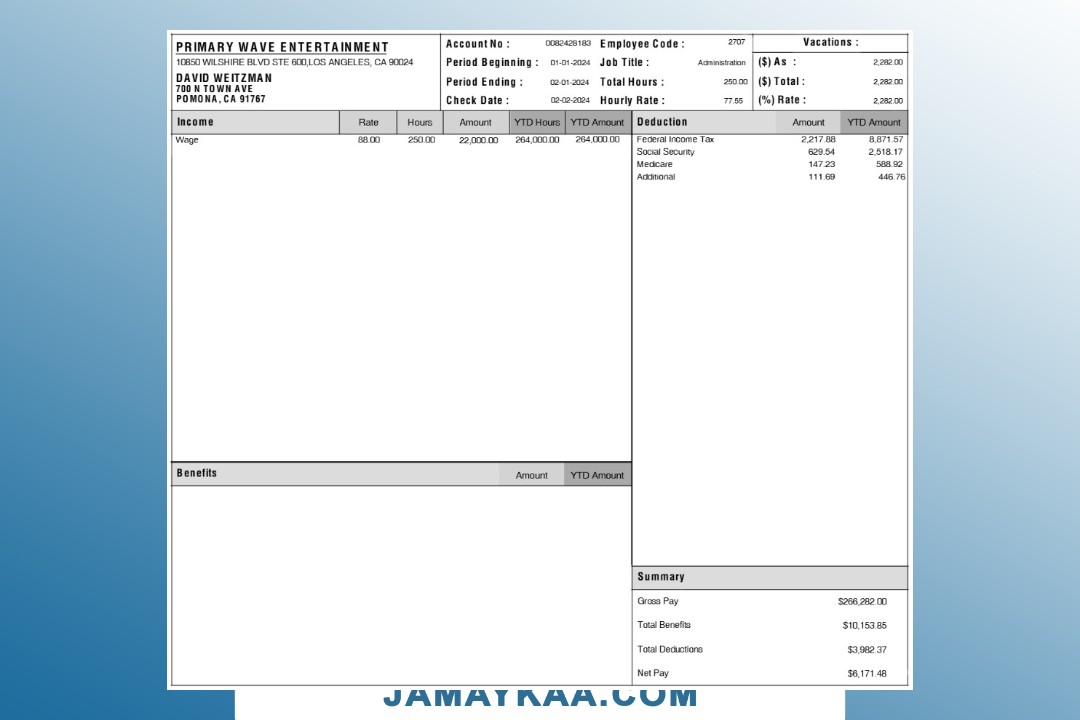 PRIMARY WAVE ENTERTAINMENT
10850 WILSHIRE BLVD STE 600,LOS ANGELES, CA 90024
DAVID WEITZMAN
700 N TOWN AVE
POMONA, CA 91767
Account No : 0082428183 Employee Code : 2707
Period Beginning : 01-01-2024 Job Title : Administration
Period Ending : 02-01-2024 Total Hours : 250.00
Check Date : 02-02-2024 Hourly Rate : 77.55
Vacations :
($) As : 2,282.00
($) Total : 2,282.00
(%) Rate : 2,282.00
Income Rate Hours Amount YTD Hours YTD Amount
Wage 88.00 250.00 22,000.00 264,000.00 264,000.00
Deduction Amount YTD Amount
Federal Income Tax 2,217.88 8,871.57
Social Security 629.54 2,518.17
Medicare 147.23 588.92
Additional 111.69 446.76
Benefits Amount YTD Amount
Summary
Gross Pay $266,282.00
Total Benefits $10,153.85
Total Deductions $3,982.37
Net Pay $6,171.48
JAMAYKAA.COM